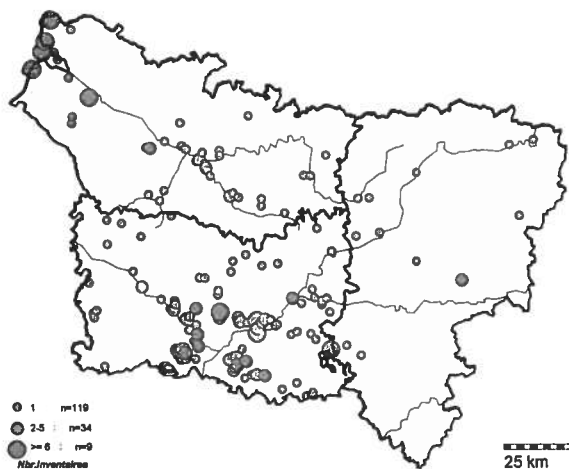 1 n=119
2-5 n=34
>= 6 n=9
Nbr.Inventaires
25 km